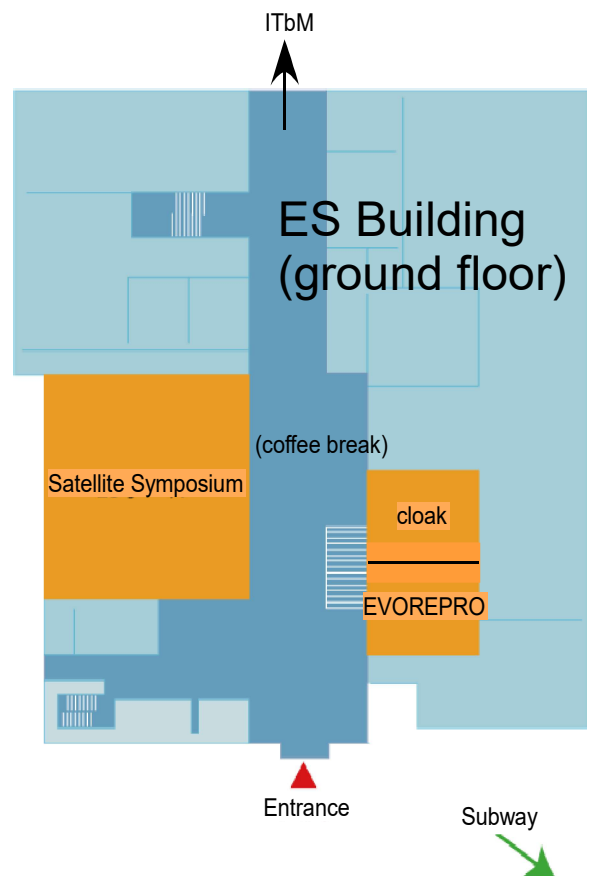 ITbM
ES Building
(ground floor)
(coffee break)
Satellite Symposium
cloak
EVOREPRO
Entrance
Subway